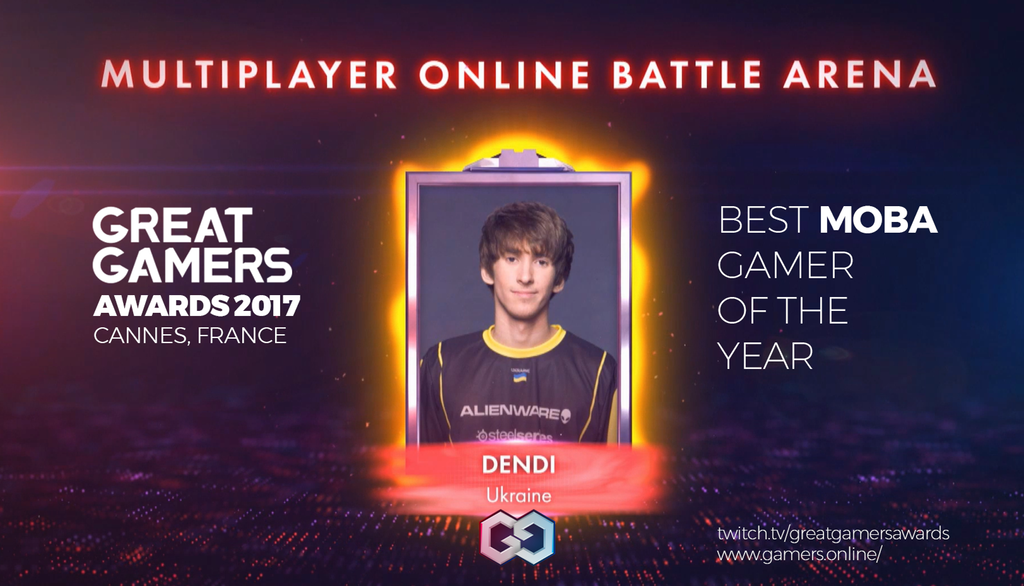 MULTIPLAYER ONLINE BATTLE ARENA
GREAT
GAMERS
AWARDS 2017
CANNES, FRANCE
BEST MOBA
GAMER
OF THE
YEAR
ALIENWARE
steelseries
DENDI
Ukraine
GG
twitch.tv/greatgamersawards
www.gamers.online/